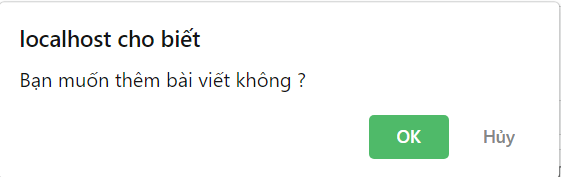 localhost cho biết
Bạn muốn thêm bài viết không ?
OK
Hủy